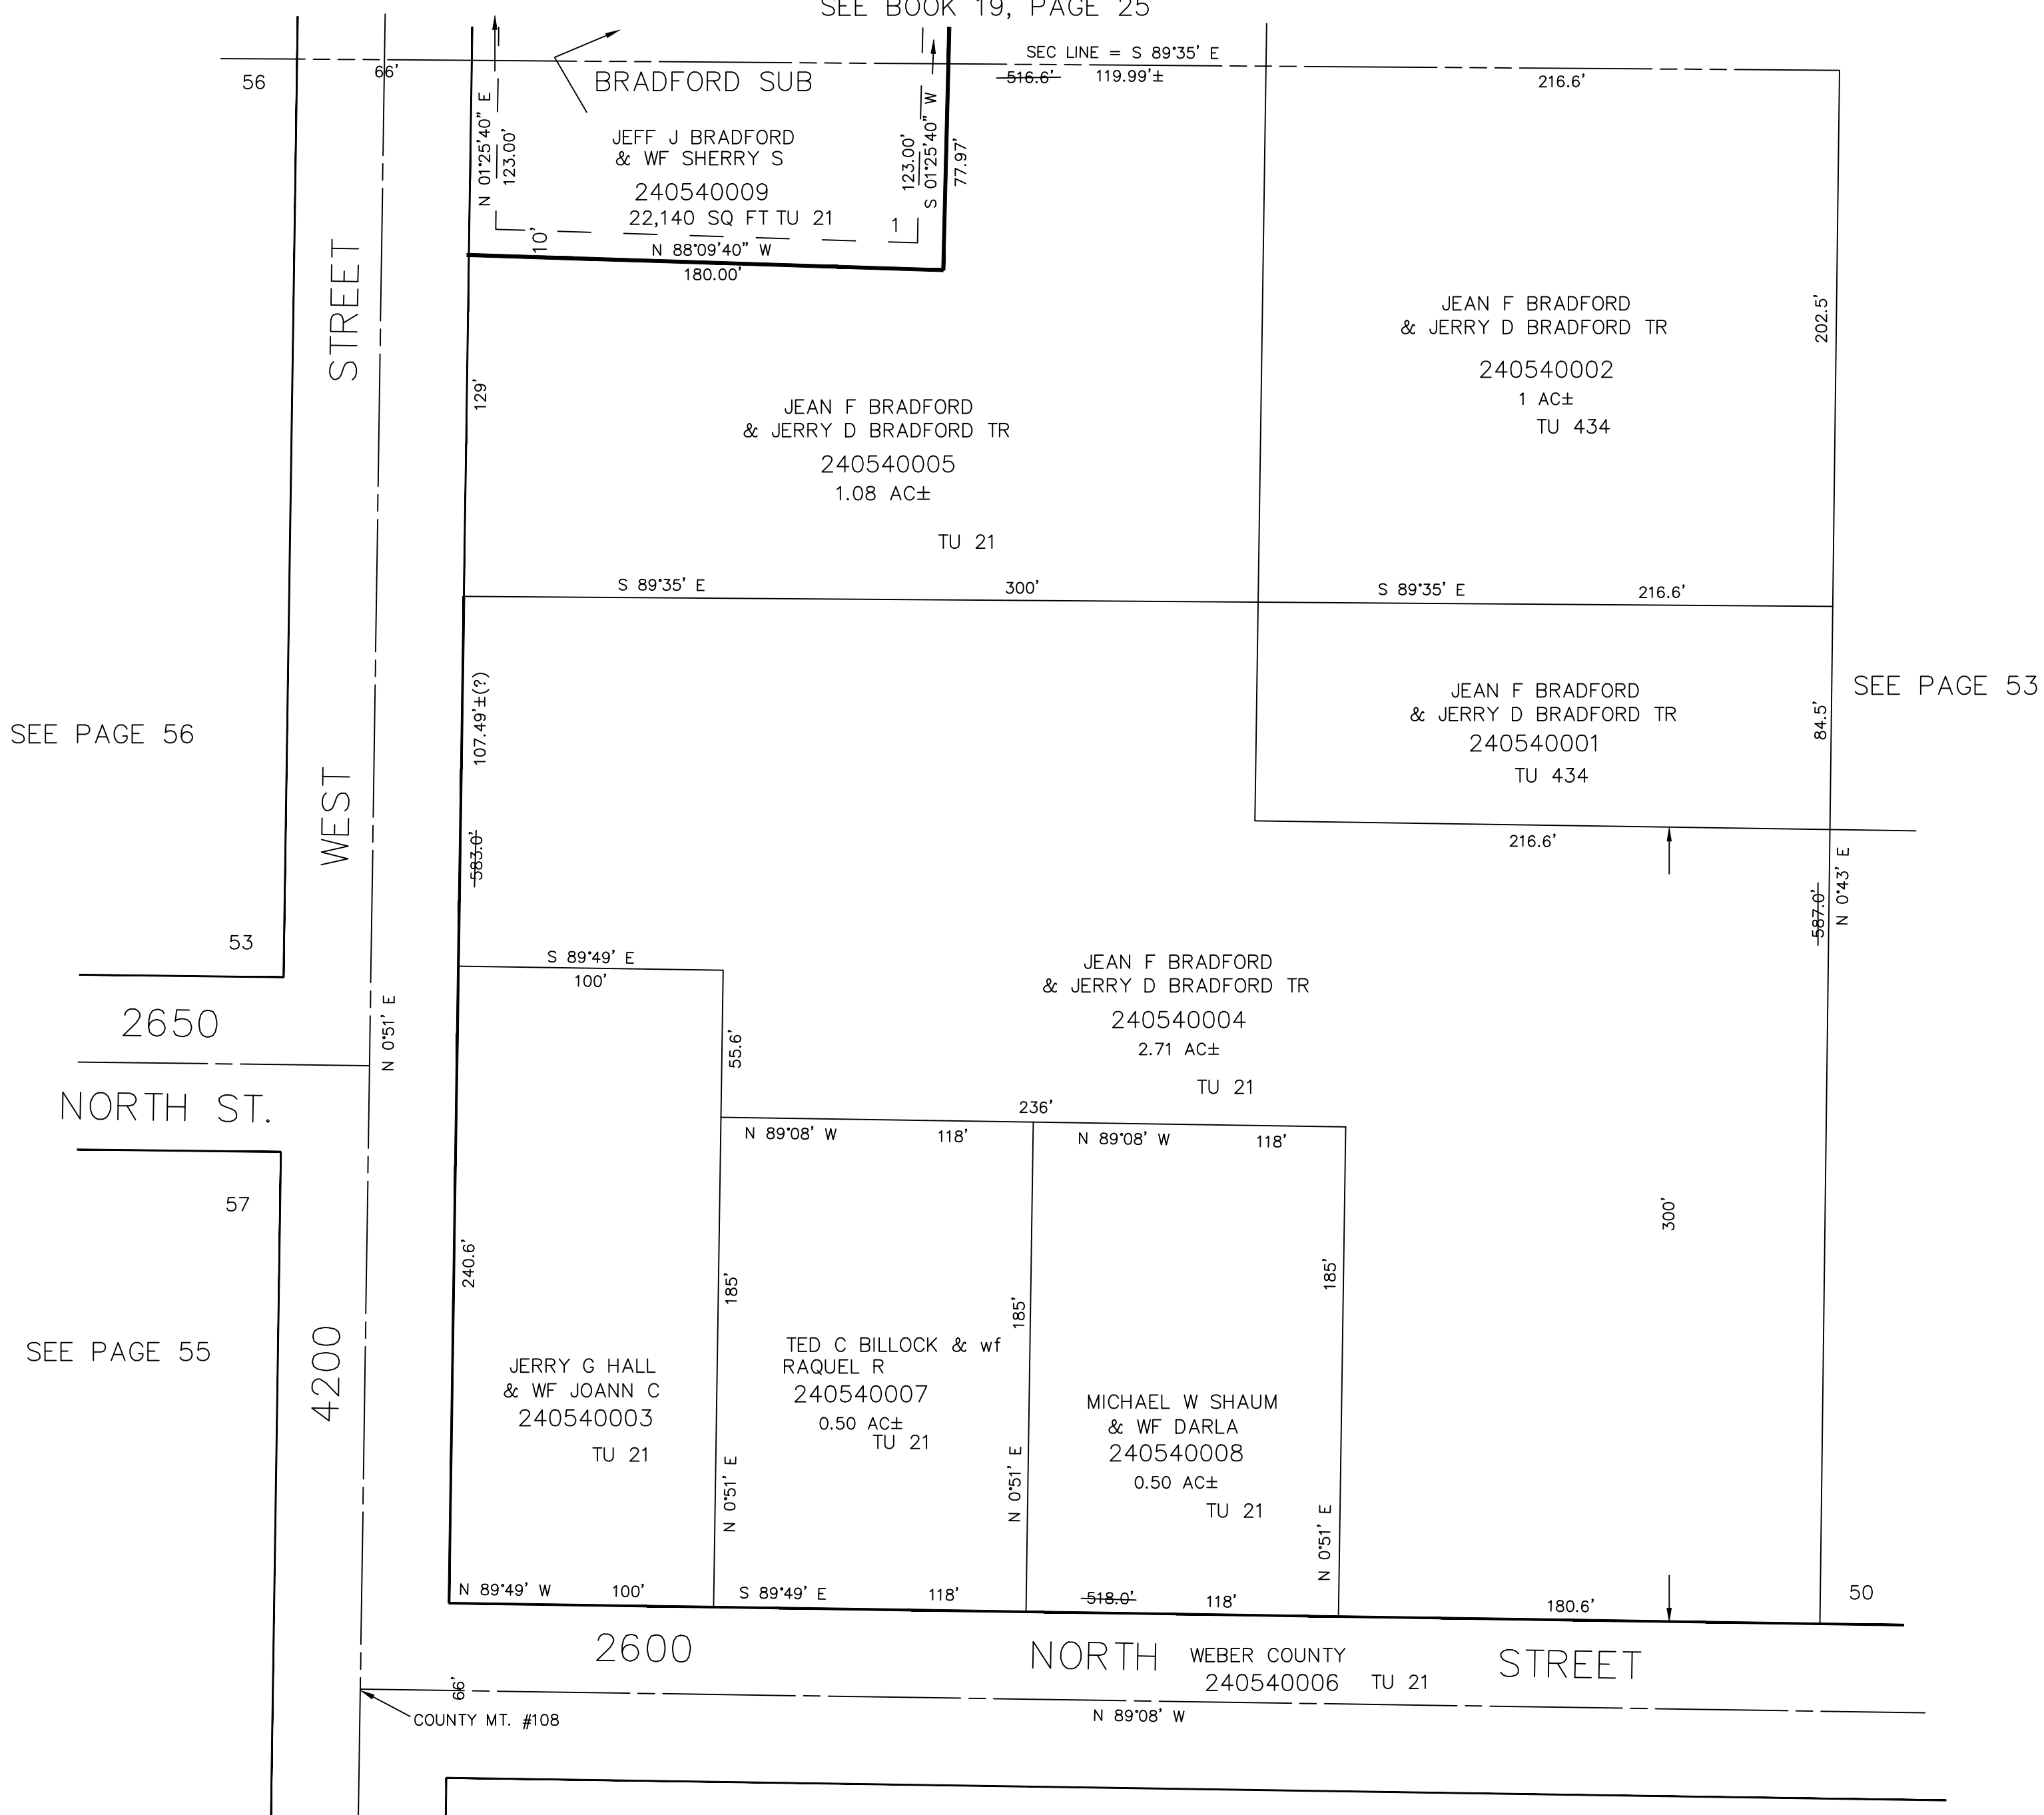 SEE BOOK 19, PAGE 25
SEC LINE = S 89°35' E
56
66'
BRADFORD SUB
516.6'
119.99'±
216.6'
N 01°25'40" E
123.00'
JEFF J BRADFORD
& WF SHERRY S
240540009
22,140 SQ FT TU 21
1
123.00'
S 01°25'40" W
77.97'
10'
N 88°09'40" W
180.00'
STREET
129'
JEAN F BRADFORD
& JERRY D BRADFORD TR
240540005
1.08 AC±
TU 21
JEAN F BRADFORD
& JERRY D BRADFORD TR
240540002
1 AC±
TU 434
202.5'
S 89°35' E
300'
S 89°35' E
216.6'
107.49'±(?)
583.0'
SEE PAGE 56
WEST
JEAN F BRADFORD
& JERRY D BRADFORD TR
240540001
TU 434
84.5'
SEE PAGE 53
216.6'
587.0'
N 0°43' E
53
S 89°49' E
100'
2650
N 0°51' E
NORTH ST.
55.6'
JEAN F BRADFORD
& JERRY D BRADFORD TR
240540004
2.71 AC±
TU 21
236'
N 89°08' W
118'
N 89°08' W
118'
57
300'
240.6'
185'
185'
185'
SEE PAGE 55
4200
JERRY G HALL
& WF JOANN C
240540003
TU 21
TED C BILLOCK & wf
RAQUEL R
240540007
0.50 AC±
TU 21
MICHAEL W SHAUM
& WF DARLA
240540008
0.50 AC±
TU 21
N 0°51' E
N 0°51' E
N 0°51' E
N 89°49' W
100'
S 89°49' E
118'
518.0'
118'
180.6'
50
2600
NORTH
WEBER COUNTY
240540006
TU 21
STREET
66'
COUNTY MT. #108
N 89°08' W